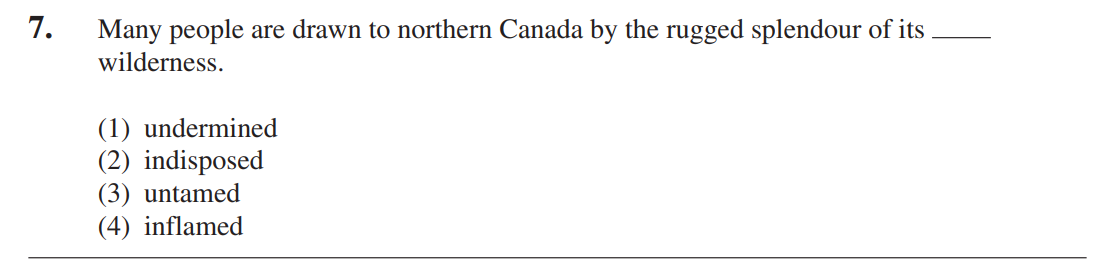 7. Many people are drawn to northern Canada by the rugged splendour of its ____
wilderness.
(1) undermined
(2) indisposed
(3) untamed
(4) inflamed